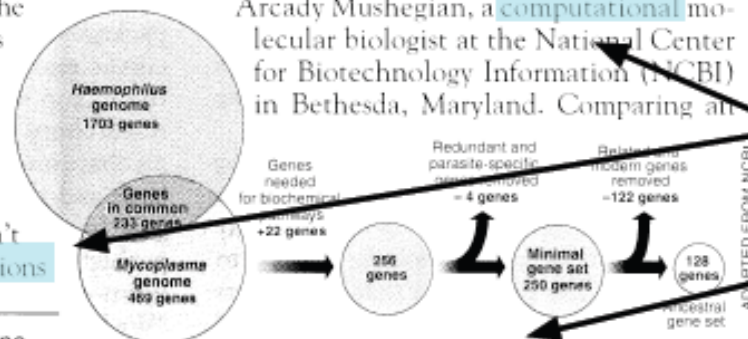 he
s
Arcady Mushegian, a computational mo-
lecular biologist at the National Center
for Biotechnology Information (NCBI)
in Bethesda, Maryland. Comparing an
Haemophilus
genome
1703 genes
Genes
in common
233 genes
Mycoplasma
genome
469 genes
Genes
needed
for biochemical
pathways
+22 genes
256
genes
Redundant and
parasite-specific
genes removed
– 4 genes
Minimal
gene set
250 genes
Related and
modern genes
removed
–122 genes
128
genes
Ancestral
gene set
ADAPTED FROM NCBI
n't
ions